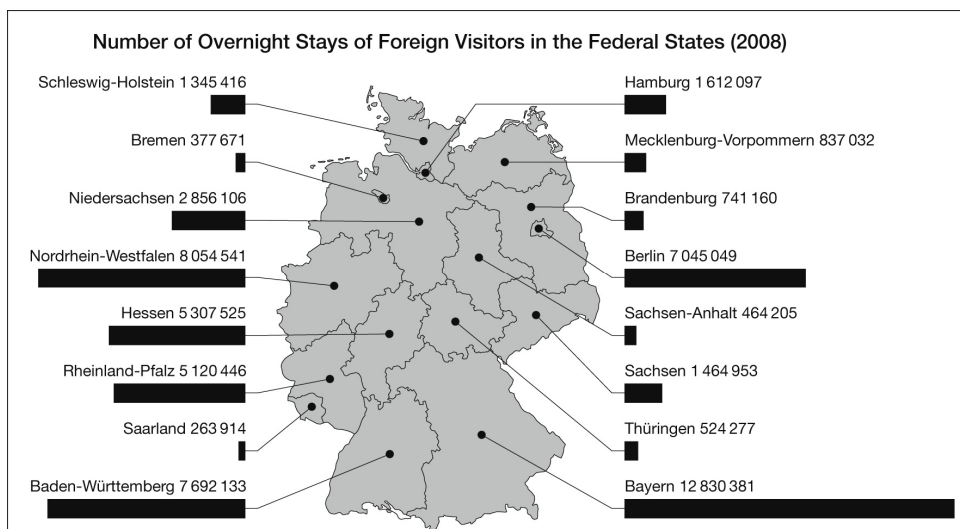 Number of Overnight Stays of Foreign Visitors in the Federal States (2008)
Schleswig-Holstein 1 345 416
Bremen 377 671
Niedersachsen 2 856 106
Nordrhein-Westfalen 8 054 541
Hessen 5 307 525
Rheinland-Pfalz 5 120 446
Saarland 263 914
Baden-Württemberg 7 692 133
Hamburg 1 612 097
Mecklenburg-Vorpommern 837 032
Brandenburg 741 160
Berlin 7 045 049
Sachsen-Anhalt 464 205
Sachsen 1 464 953
Thüringen 524 277
Bayern 12 830 381